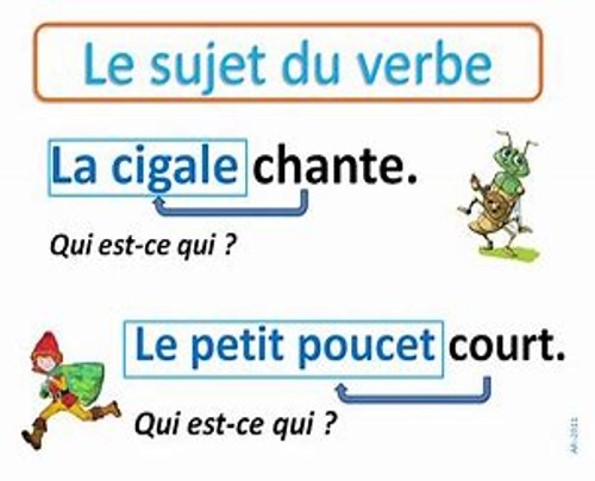 Le sujet du verbe
La cigale chante.
Qui est-ce qui ?
Le petit poucet court.
Qui est-ce qui ?
AR-2011